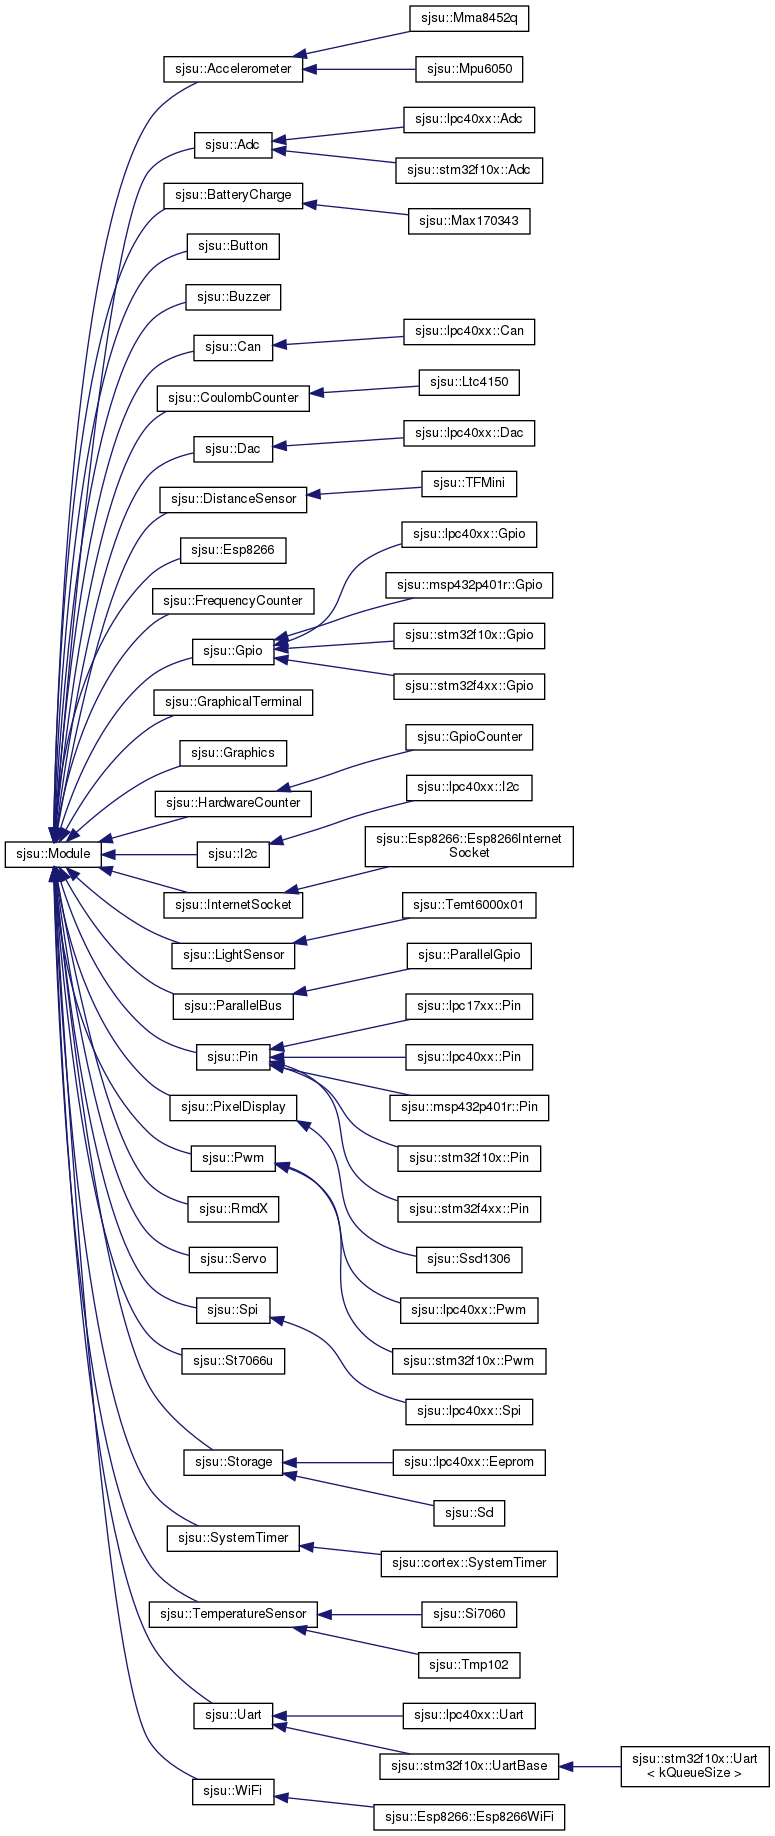 sjsu::Mma8452q
sjsu::Accelerometer
sjsu::Mpu6050
sjsu::lpc40xx::Adc
sjsu::Adc
sjsu::stm32f10x::Adc
sjsu::BatteryCharge
sjsu::Max170343
sjsu::Button
sjsu::Buzzer
sjsu::lpc40xx::Can
sjsu::Can
sjsu::Ltc4150
sjsu::CoulombCounter
sjsu::lpc40xx::Dac
sjsu::Dac
sjsu::TFMini
sjsu::DistanceSensor
sjsu::lpc40xx::Gpio
sjsu::Esp8266
sjsu::msp432p401r::Gpio
sjsu::FrequencyCounter
sjsu::stm32f10x::Gpio
sjsu::Gpio
sjsu::stm32f4xx::Gpio
sjsu::GraphicalTerminal
sjsu::GpioCounter
sjsu::Graphics
sjsu::lpc40xx::I2c
sjsu::HardwareCounter
sjsu::Esp8266::Esp8266Internet
Socket
sjsu::Module
sjsu::I2c
sjsu::InternetSocket
sjsu::Temt6000x01
sjsu::LightSensor
sjsu::ParallelGpio
sjsu::ParallelBus
sjsu::lpc17xx::Pin
sjsu::Pin
sjsu::lpc40xx::Pin
sjsu::PixelDisplay
sjsu::msp432p401r::Pin
sjsu::Pwm
sjsu::stm32f10x::Pin
sjsu::RmdX
sjsu::stm32f4xx::Pin
sjsu::Servo
sjsu::Ssd1306
sjsu::Spi
sjsu::lpc40xx::Pwm
sjsu::St7066u
sjsu::stm32f10x::Pwm
sjsu::lpc40xx::Spi
sjsu::Storage
sjsu::lpc40xx::Eeprom
sjsu::Sd
sjsu::SystemTimer
sjsu::cortex::SystemTimer
sjsu::TemperatureSensor
sjsu::Si7060
sjsu::Tmp102
sjsu::Uart
sjsu::lpc40xx::Uart
sjsu::stm32f10x::UartBase
sjsu::stm32f10x::Uart
< kQueueSize >
sjsu::WiFi
sjsu::Esp8266::Esp8266WiFi